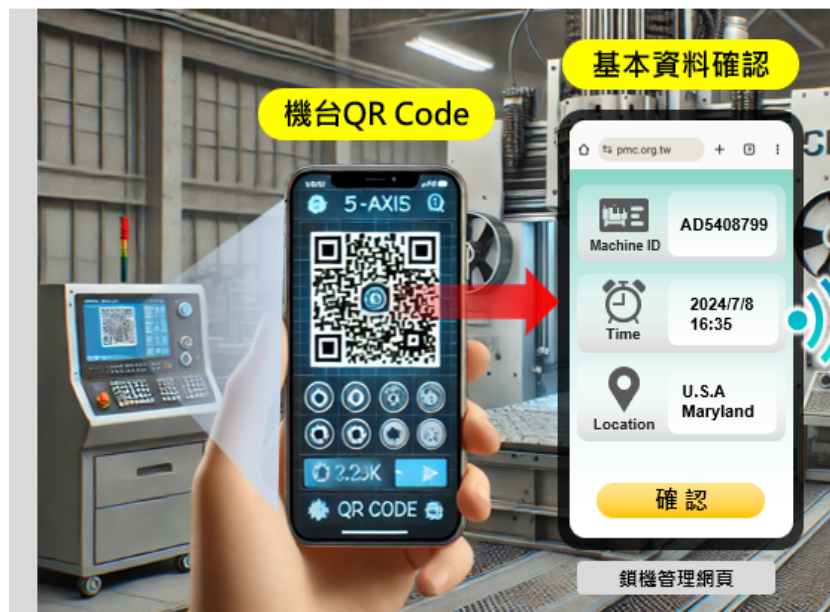 基本資料確認
機台QR Code
pmc.org.tw
5-AXIS
Machine ID
AD5408799
Time
2024/7/8
16:35
Location
U.S.A
Maryland
QR CODE
確認
鎖機管理網頁